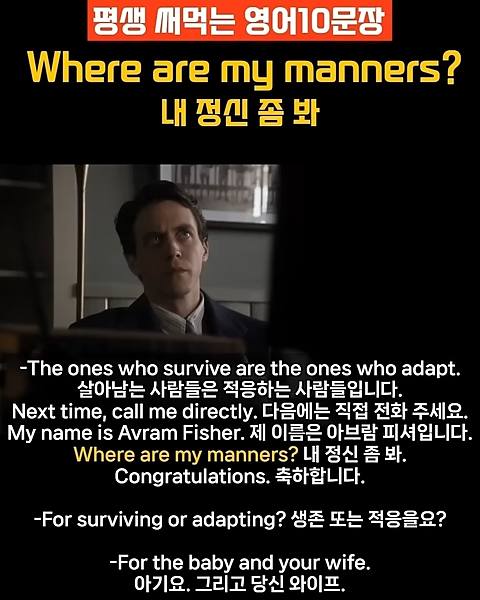 평생 써먹는 영어10문장
Where are my manners?
내 정신 좀 봐
-The ones who survive are the ones who adapt.
살아남는 사람들은 적응하는 사람들입니다.
Next time, call me directly. 다음에는 직접 전화 주세요.
My name is Avram Fisher. 제 이름은 아브람 피셔입니다.
Where are my manners? 내 정신 좀 봐.
Congratulations. 축하합니다.
-For surviving or adapting? 생존 또는 적응을요?
-For the baby and your wife.
아기요. 그리고 당신 와이프.